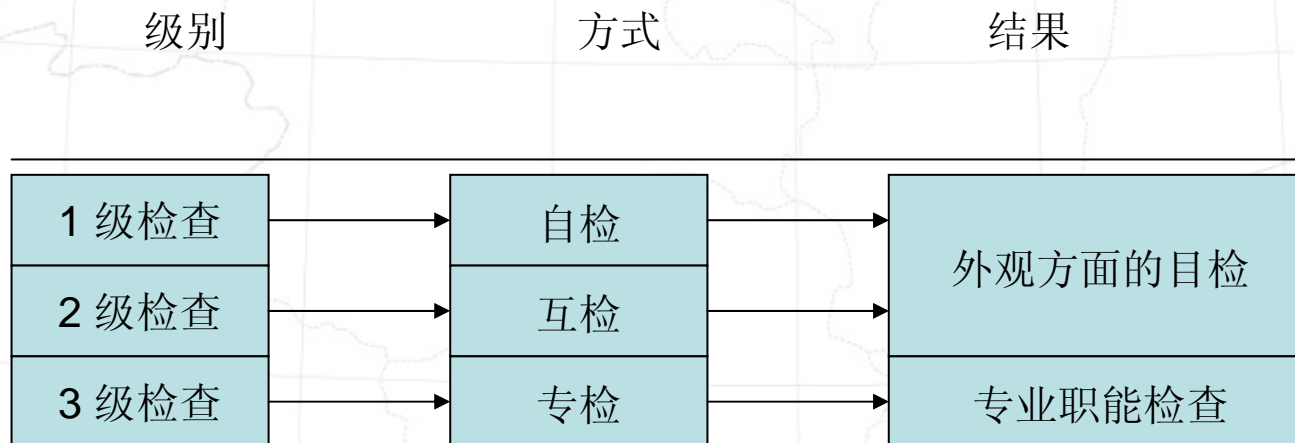 级别 方式 结果
1 级检查 自检 外观方面的目检
2 级检查 互检
3 级检查 专检 专业职能检查